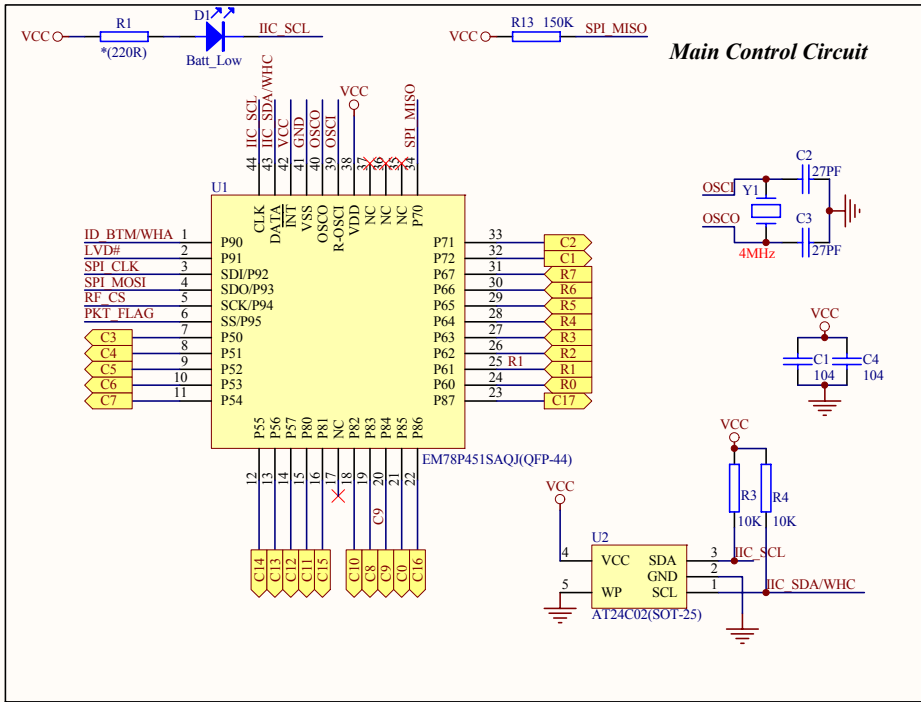 VCC R1 *(220R) D1 Batt_Low IIC_SCL
VCC R13 150K SPI_MISO
Main Control Circuit
IIC_SCL
IIC_SDA/WHC
VCC
GND
OSCO
OSCI
VCC
SPI_MISO
44 43 42 41 40 39 38 37 36 35 34
U1
CLK DATA INT VSS OSCO R-OSCI VDD NC NC NC P70
ID_BTM/WHA 1 P90
LVD# 2 P91
SPI_CLK 3 SDI/P92
SPI_MOSI 4 SDO/P93
RF_CS 5 SCK/P94
PKT_FLAG 6 SS/P95
C3 7 P50
C4 8 P51
C5 9 P52
C6 10 P53
C7 11 P54
P71 33 C2
P72 32 C1
P67 31 R7
P66 30 R6
P65 29 R5
P64 28 R4
P63 27 R3
P62 26 R2
P61 25 R1 R1
P60 24 R0
P87 23 C17
P55 P56 P57 P80 P81 NC P82 P83 P84 P85 P86
EM78P451SAQJ(QFP-44)
12 13 14 15 16 17 18 19 20 21 22
C9
C14 C13 C12 C11 C15 C10 C8 C9 C0 C16
OSCI
OSCO
Y1
4MHz
C2
27PF
C3
27PF
VCC
C1
104
C4
104
VCC
R3
10K
R4
10K
VCC
U2
4 VCC SDA 3 IIC_SCL
GND 2
5 WP SCL 1 IIC_SDA/WHC
AT24C02(SOT-25)